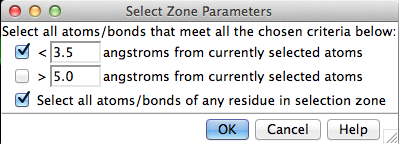 Select Zone Parameters
Select all atoms/bonds that meet all the chosen criteria below:
< 3.5 angstroms from currently selected atoms
> 5.0 angstroms from currently selected atoms
Select all atoms/bonds of any residue in selection zone
OK Cancel Help